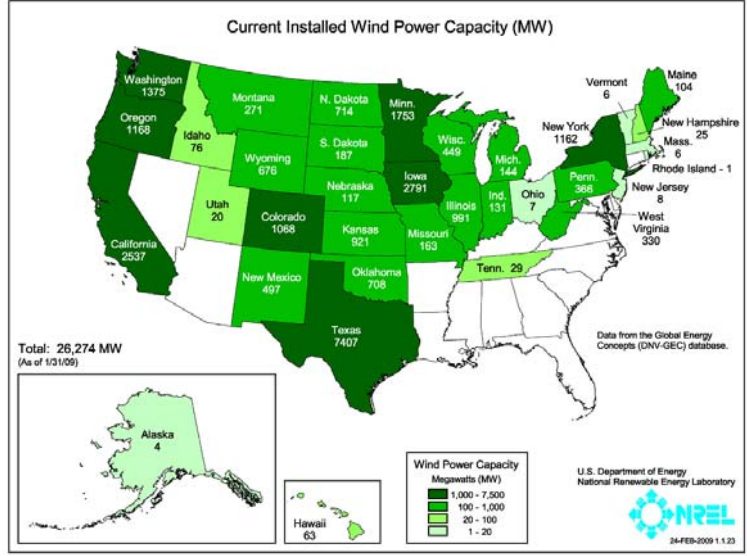 Current Installed Wind Power Capacity (MW)
Washington
1375
Oregon
1168
California
2537
Idaho
76
Montana
271
Wyoming
676
Utah
20
Colorado
1068
New Mexico
497
N. Dakota
714
S. Dakota
187
Nebraska
117
Kansas
921
Oklahoma
708
Texas
7407
Minn.
1753
Iowa
2791
Missouri
163
Wisc.
449
Illinois
991
Mich.
144
Ind.
131
Ohio
7
Tenn. 29
Vermont
6
Maine
104
New York
1162
New Hampshire
25
Mass.
6
Rhode Island - 1
Penn.
366
New Jersey
8
West
Virginia
330
Data from the Global Energy
Concepts (DNV-GEC) database.
Total: 26,274 MW
(As of 1/31/09)
Alaska
4
Hawaii
63
Wind Power Capacity
Megawatts (MW)
1,000 - 7,500
100 - 1,000
20 - 100
1 - 20
U.S. Department of Energy
National Renewable Energy Laboratory
NREL
24-FEB-2009 1.1.23